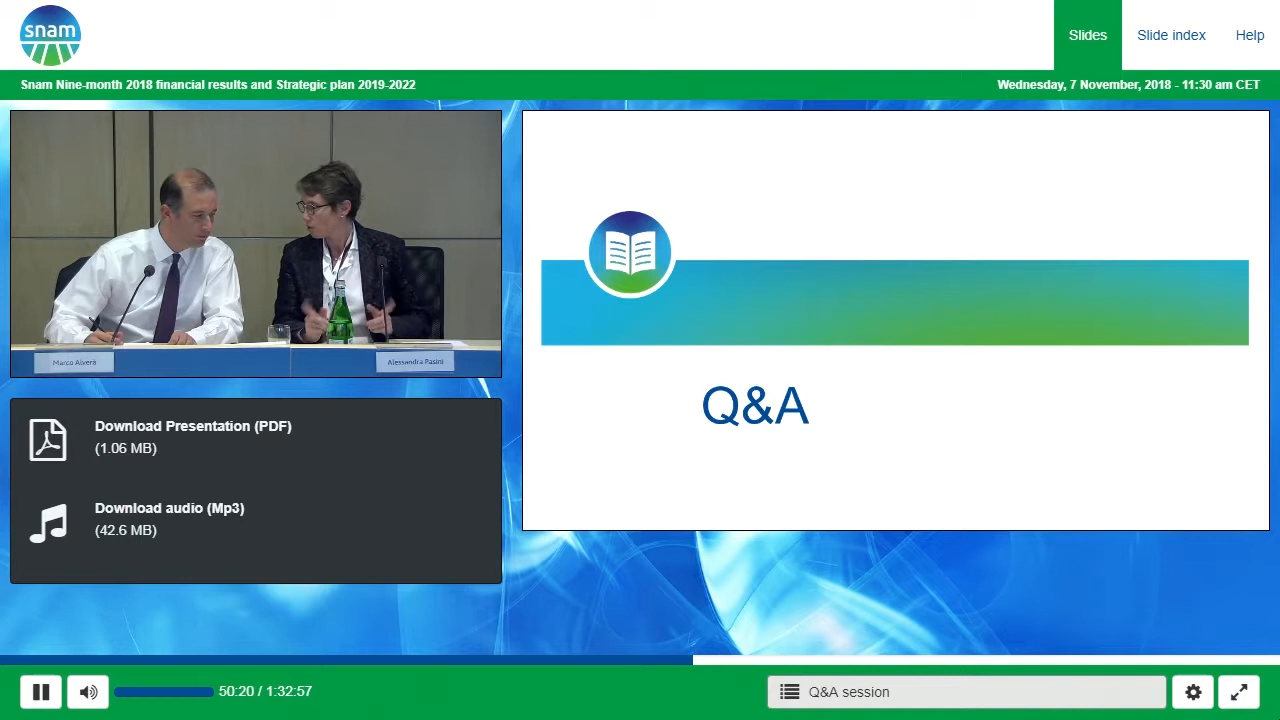 snam
Slides
Slide index
Help
Snam Nine-month 2018 financial results and Strategic plan 2019-2022
Wednesday, 7 November, 2018 - 11:30 am CET
Marco Alverà
Alessandra Pasini
Download Presentation (PDF)
(1.06 MB)
Download audio (Mp3)
(42.6 MB)
Q&A
50:20 / 1:32:57
Q&A session